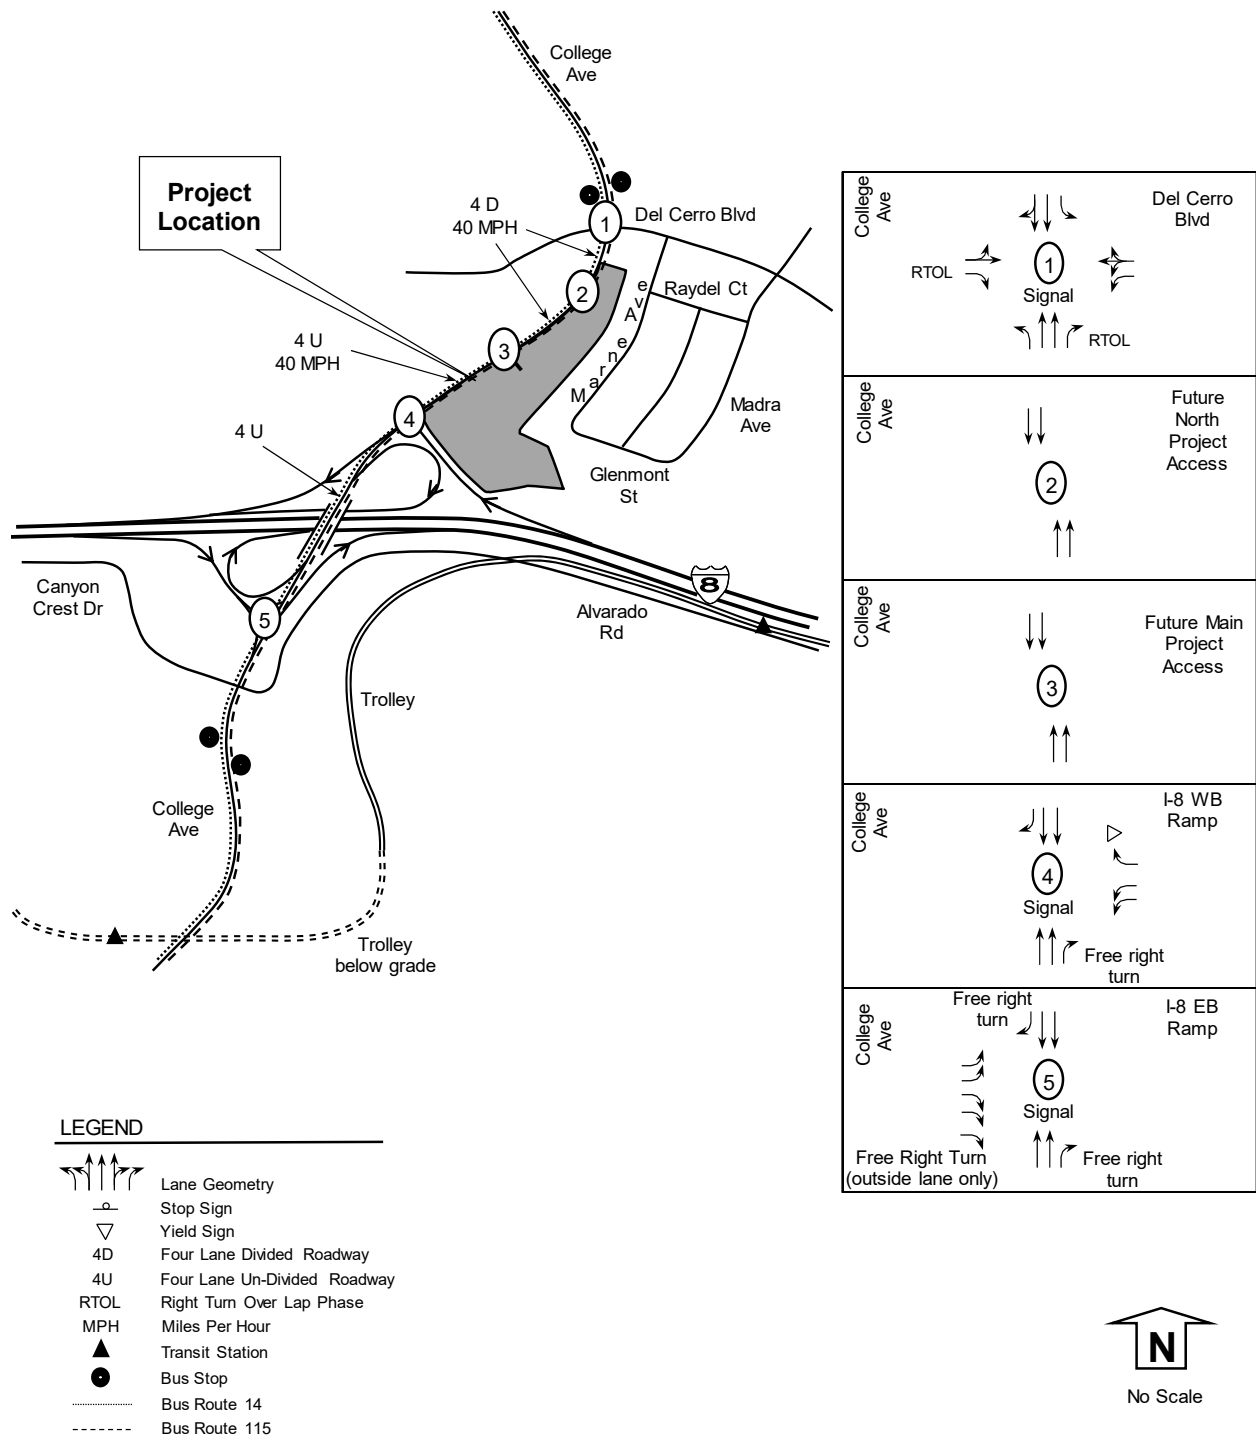 College
Ave
Project
Location
4 D
40 MPH
1
Del Cerro Blvd
2
Marne Ave
Raydel Ct
4 U
40 MPH
3
4
Madra
Ave
4 U
Glenmont
St
8
Canyon
Crest Dr
5
Alvarado
Rd
Trolley
College
Ave
Trolley
below grade
College
Ave
Del Cerro
Blvd
RTOL
1
Signal
RTOL
College
Ave
Future
North
Project
Access
2
College
Ave
Future Main
Project
Access
3
College
Ave
I-8 WB
Ramp
4
Signal
Free right
turn
College
Ave
Free right
turn
I-8 EB
Ramp
5
Signal
Free Right Turn
(outside lane only)
Free right
turn
LEGEND
Lane Geometry
Stop Sign
Yield Sign
4D Four Lane Divided Roadway
4U Four Lane Un-Divided Roadway
RTOL Right Turn Over Lap Phase
MPH Miles Per Hour
Transit Station
Bus Stop
Bus Route 14
Bus Route 115
N
No Scale